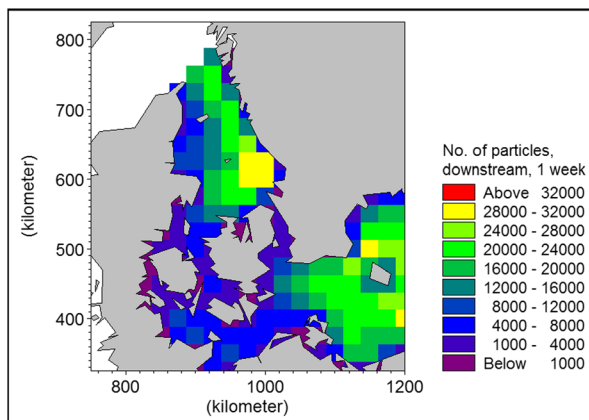 800
700
600
500
400
(kilometer)
800
1000
1200
(kilometer)
No. of particles,
downstream, 1 week
Above 32000
28000 - 32000
24000 - 28000
20000 - 24000
16000 - 20000
12000 - 16000
8000 - 12000
4000 - 8000
1000 - 4000
Below 1000